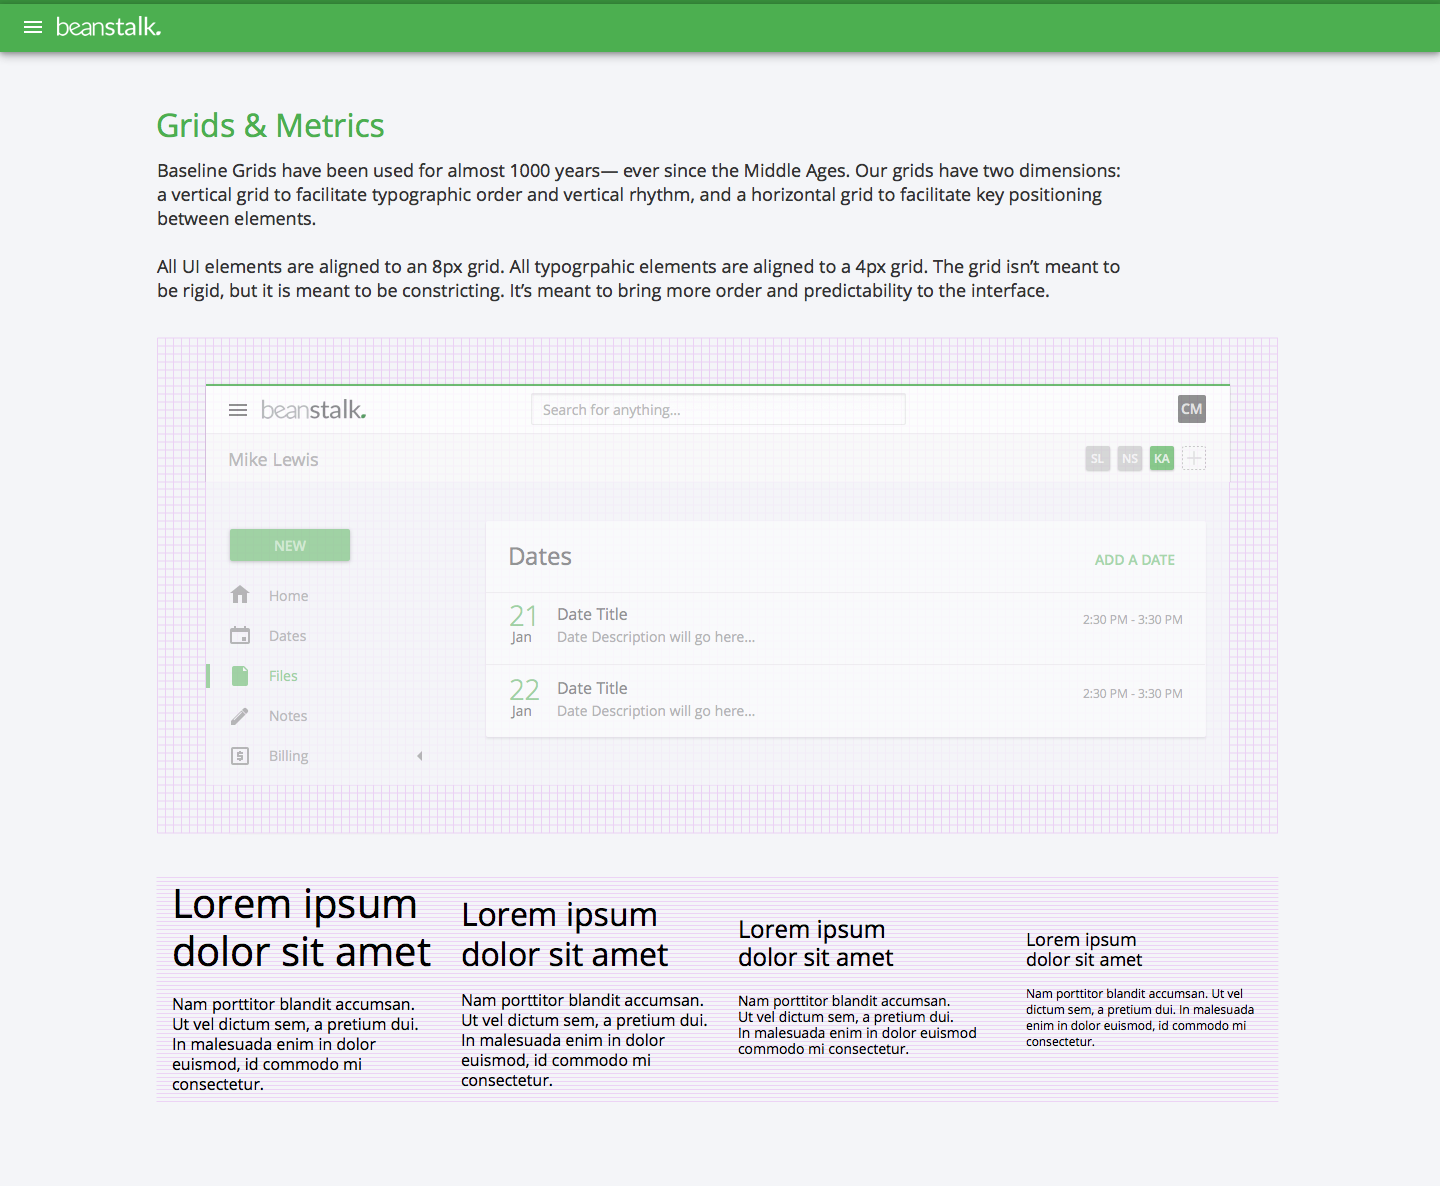 beanstalk.
Grids & Metrics
Baseline Grids have been used for almost 1000 years— ever since the Middle Ages. Our grids have two dimensions:
a vertical grid to facilitate typographic order and vertical rhythm, and a horizontal grid to facilitate key positioning
between elements.
All UI elements are aligned to an 8px grid. All typogrpahic elements are aligned to a 4px grid. The grid isn’t meant to
be rigid, but it is meant to be constricting. It’s meant to bring more order and predictability to the interface.
beanstalk.
Search for anything...
CM
Mike Lewis
SL NS KA
NEW
Home
Dates
Files
Notes
Billing
Dates
ADD A DATE
21 Date Title
2:30 PM - 3:30 PM
Jan Date Description will go here...
22 Date Title
2:30 PM - 3:30 PM
Jan Date Description will go here...
Lorem ipsum
dolor sit amet
Nam porttitor blandit accumsan.
Ut vel dictum sem, a pretium dui.
In malesuada enim in dolor
euismod, id commodo mi
consectetur.
Lorem ipsum
dolor sit amet
Nam porttitor blandit accumsan.
Ut vel dictum sem, a pretium dui.
In malesuada enim in dolor
euismod, id commodo mi
consectetur.
Lorem ipsum
dolor sit amet
Nam porttitor blandit accumsan.
Ut vel dictum sem, a pretium dui.
In malesuada enim in dolor euismod
commodo mi consectetur.
Lorem ipsum
dolor sit amet
Nam porttitor blandit accumsan. Ut vel
dictum sem, a pretium dui. In malesuada
enim in dolor euismod, id commodo mi
consectetur.